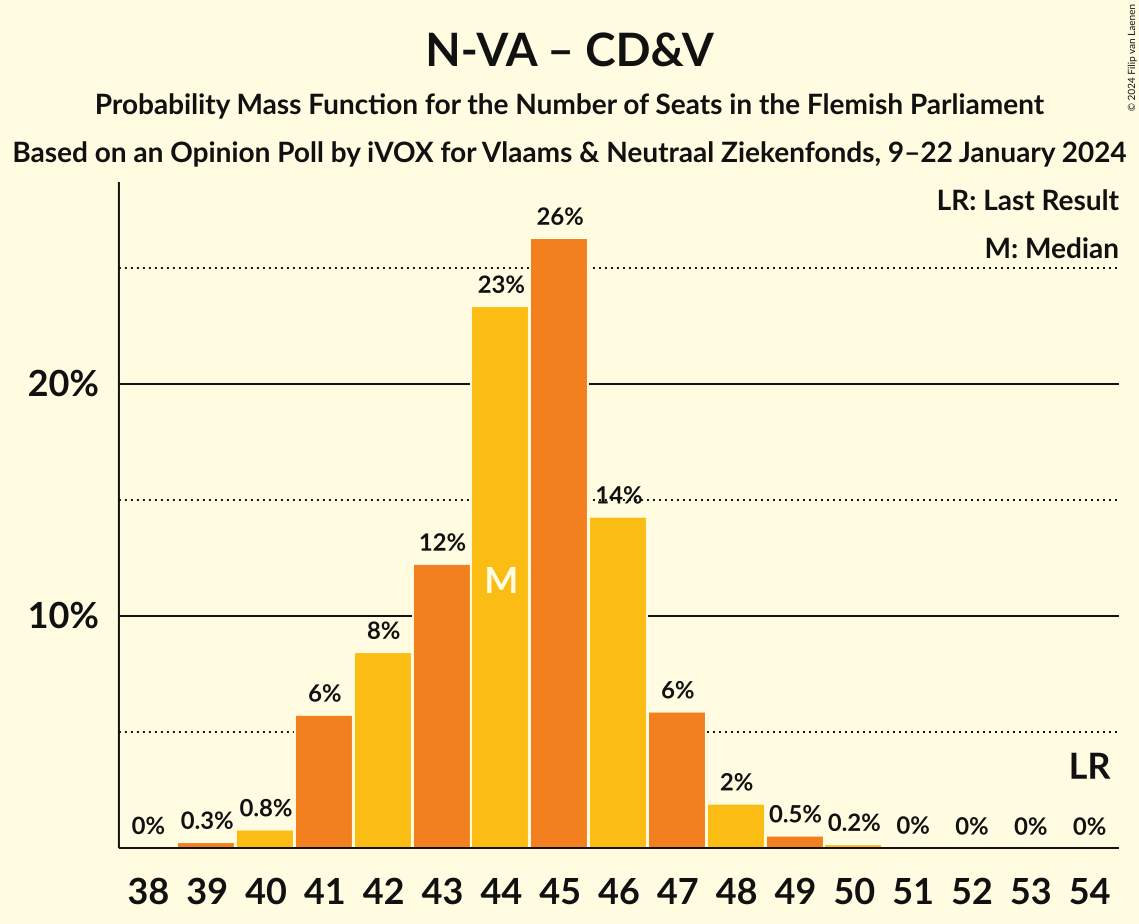 N-VA – CD&V
Probability Mass Function for the Number of Seats in the Flemish Parliament
Based on an Opinion Poll by iVOX for Vlaams & Neutraal Ziekenfonds, 9–22 January 2024
© 2024 Filip van Laenen
LR: Last Result
M: Median
20%
10%
0% 0.3% 0.8% 6% 8% 12% 23% 26% 14% 6% 2% 0.5% 0.2% 0% 0% 0% 0%
M
LR
38 39 40 41 42 43 44 45 46 47 48 49 50 51 52 53 54